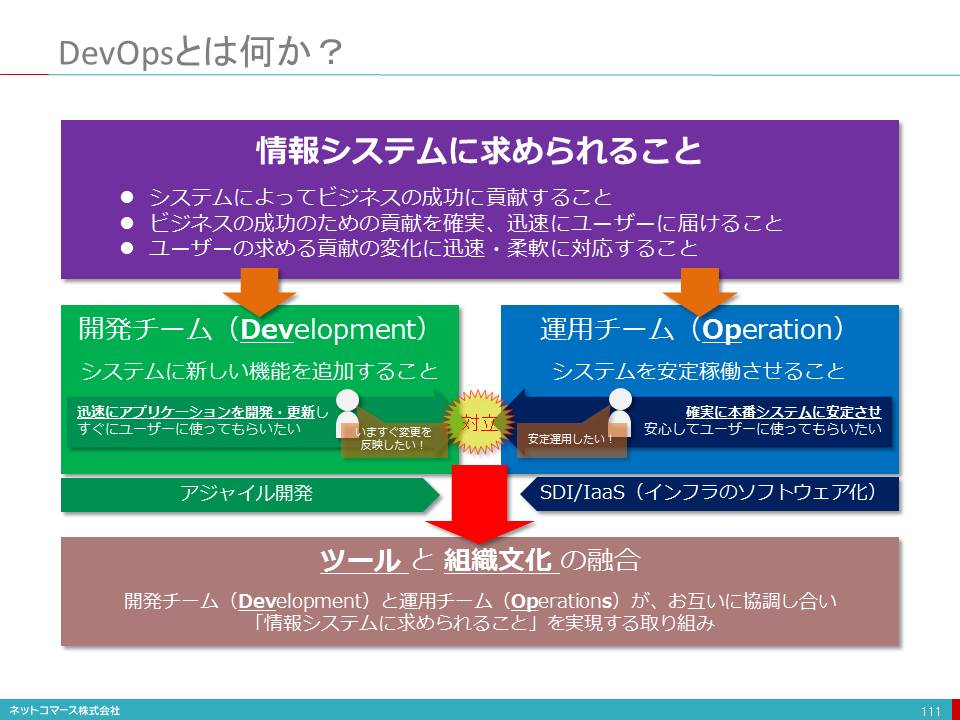 DevOpsとは何か？
情報システムに求められること
● システムによってビジネスの成功に貢献すること
● ビジネスの成功のための貢献を確実、迅速にユーザーに届けること
● ユーザーの求める貢献の変化に迅速・柔軟に対応すること
開発チーム（Development）
システムに新しい機能を追加すること
迅速にアプリケーションを開発・更新し
すぐにユーザーに使ってもらいたい
いますぐ変更を
反映したい！
対立
運用チーム（Operation）
システムを安定稼働させること
確実に本番システムに安定させ
安心してユーザーに使ってもらいたい
安定運用したい！
アジャイル開発
SDI/IaaS（インフラのソフトウェア化）
ツール と 組織文化 の融合
開発チーム（Development）と運用チーム（Operations）が、お互いに協調し合い
「情報システムに求められること」を実現する取り組み
ネットコマース株式会社
111